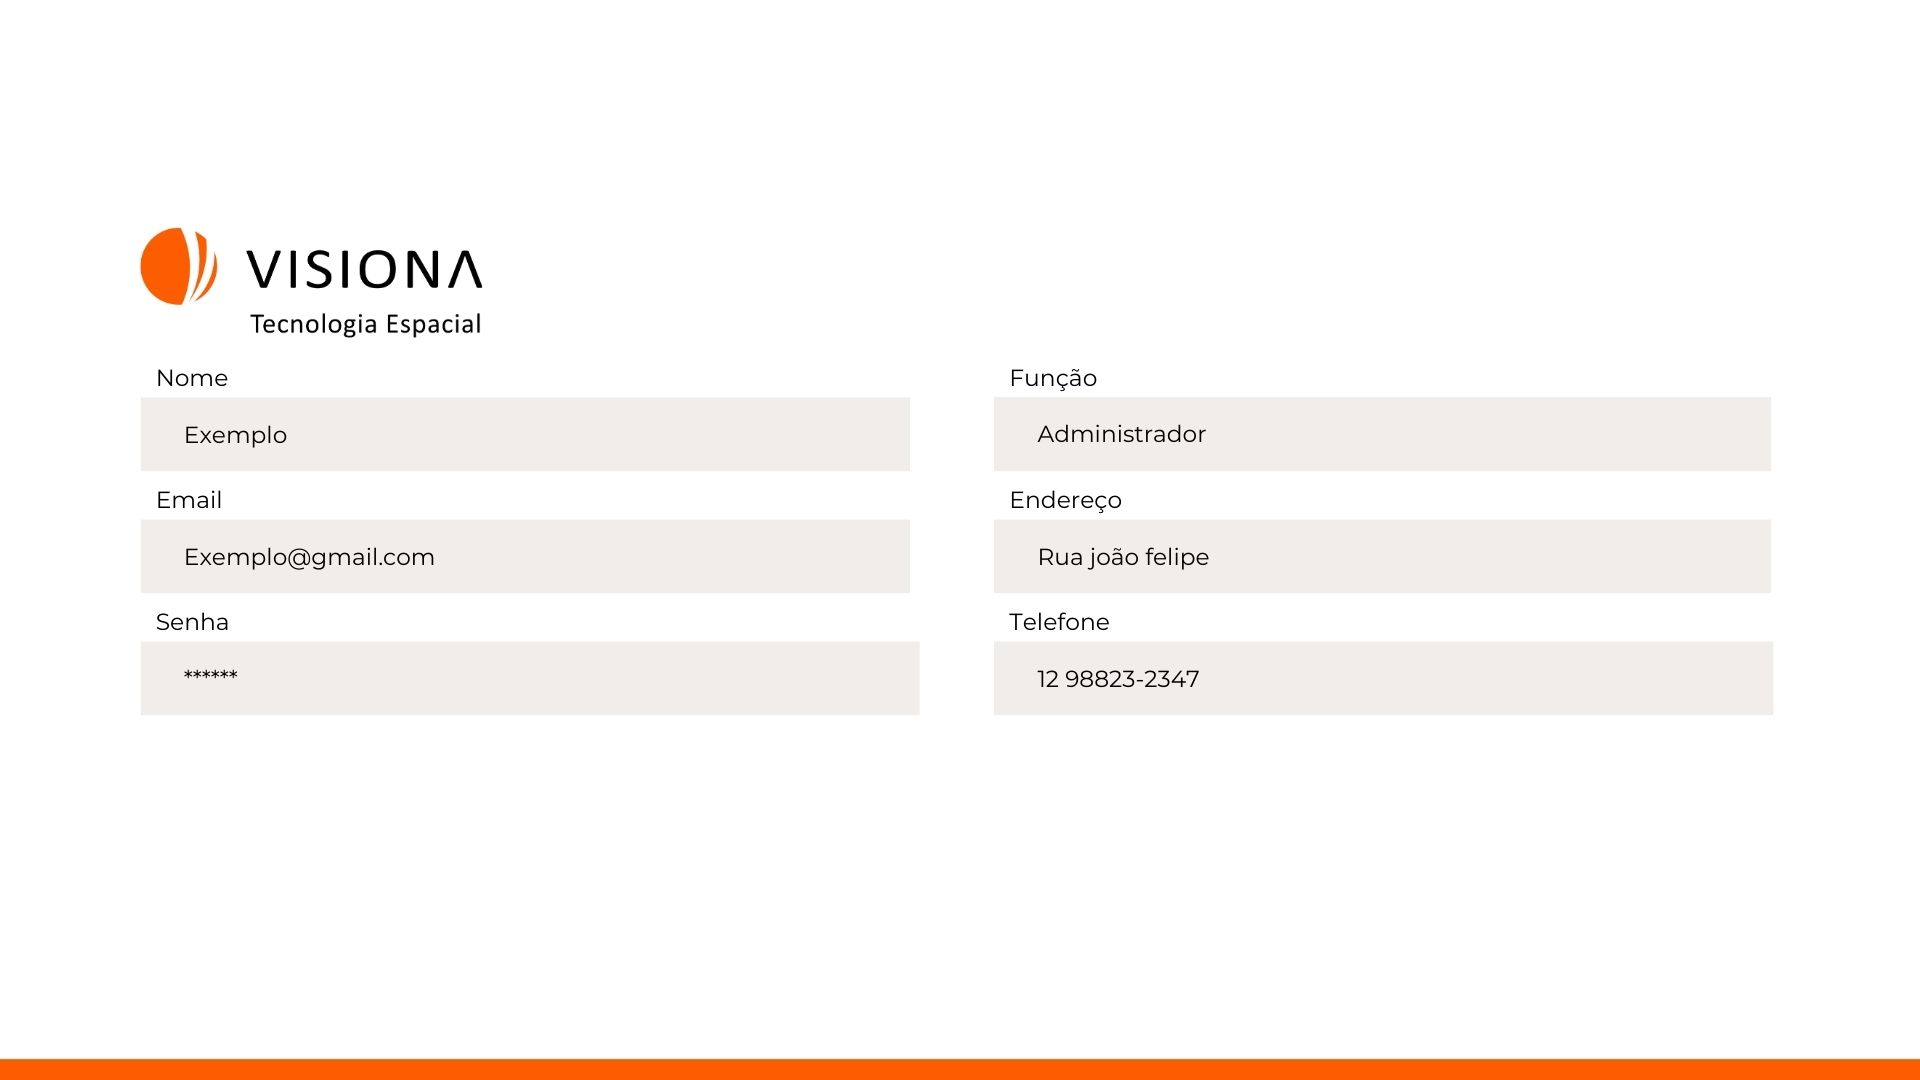 VISIONA
Tecnologia Espacial
Nome
Exemplo
Email
Exemplo@gmail.com
Senha
******
Função
Administrador
Endereço
Rua joão felipe
Telefone
12 98823-2347